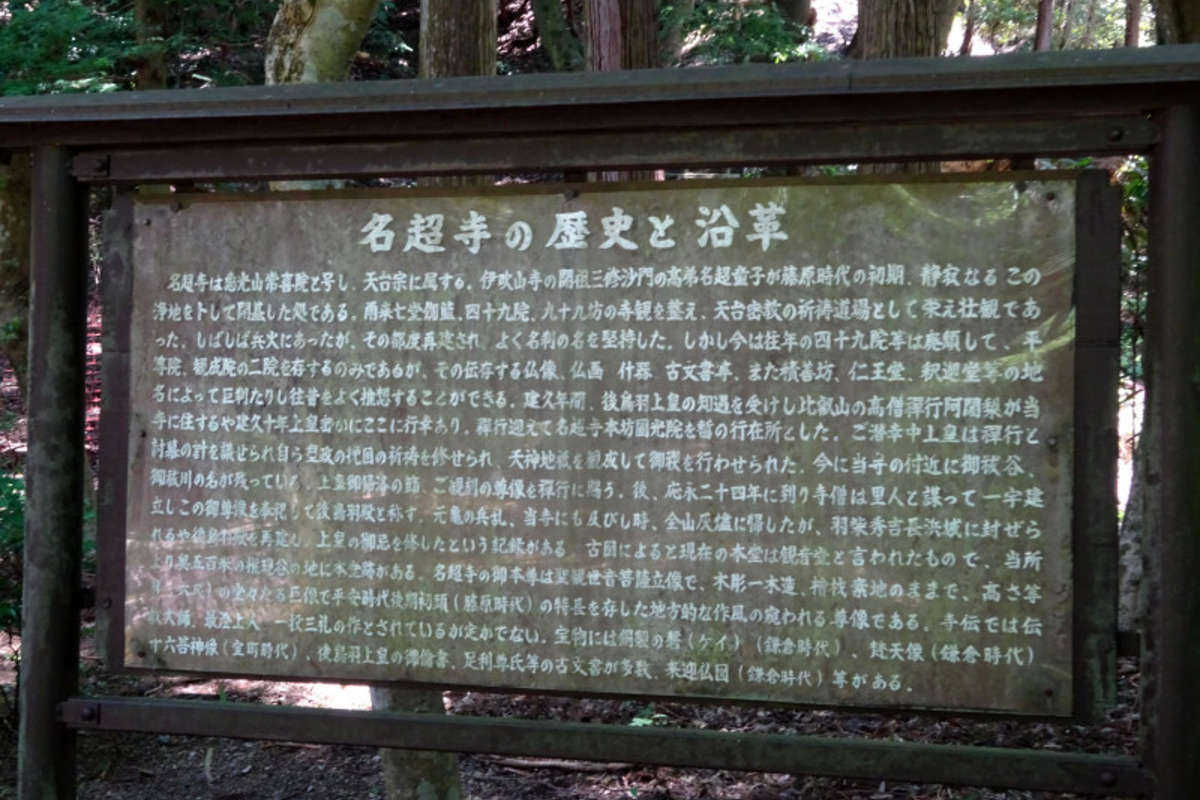 名超寺の歴史と沿革
名超寺は慈光山常喜院と号し、天台宗に属する。伊吹山寺の開祖三修沙門の高弟名超童子が藤原時代の初期、静寂なるこの
浄地を卜して開基した処である。爾来七堂伽藍、四十九院、九十九坊の寺観を整え、天台密教の祈祷道場として栄え壮観であ
った。しばしば兵火にあったが、その都度再建され、よく名刹の名を堅持した。しかし今は往年の四十九院等は廃頽して、平
等院、観成院の二院を存するのみであるが、その伝存する仏像、仏画、什器、古文書、また積善坊、仁王堂、釈迦堂等の地
名によって巨刹たりし往昔をよく推想することができる。建久年間、後鳥羽上皇の知遇を受けし比叡山の高僧禅行阿闍梨が当
寺に住するや建久十年上皇密かにここに行幸あり。禅行迎えて名超寺本坊円光院を暫の行在所とした。ご潜幸中上皇は禅行と
討幕の計を謀せられ自ら聖政の挽回の祈祷を修せられ、天神地祇を観成して御祓を行わせられた。今に当寺の付近に御祓谷、
御祓川の名が残っている。上皇御帰洛の節、ご親刻の尊像を禅行に賜う。後、応永二十四年に到り寺僧は里人と謀って一宇建
立しこの御尊像を奉祀して後鳥羽殿と称す。元亀の兵乱、当寺にも及びし時、全山灰燼に帰したが、羽柴秀吉長浜城に封ぜら
れるや後鳥羽殿を再建し、上皇の御忌を修したという記録がある。古図によると現在の本堂は観音堂と言われたもので、当所
より奥五百米の権現谷の地に本堂跡がある。名超寺の御本尊は聖観世音菩薩立像で、木彫一木造、檜材素地のままで、高さ等
身（六尺）の堂々たる巨像で平安時代後期初頭（藤原時代）の特長を存した地方的な作風の窺われる尊像である。寺伝では伝
教大師、最澄上人、一投三礼の作とされているが定かでない。宝物には銅製の磬（ケイ）（鎌倉時代）、梵天像（鎌倉時代）
十六善神像（室町時代）、後鳥羽上皇の御倫書、足利尊氏等の古文書が多数、来迎仏図（鎌倉時代）等がある。